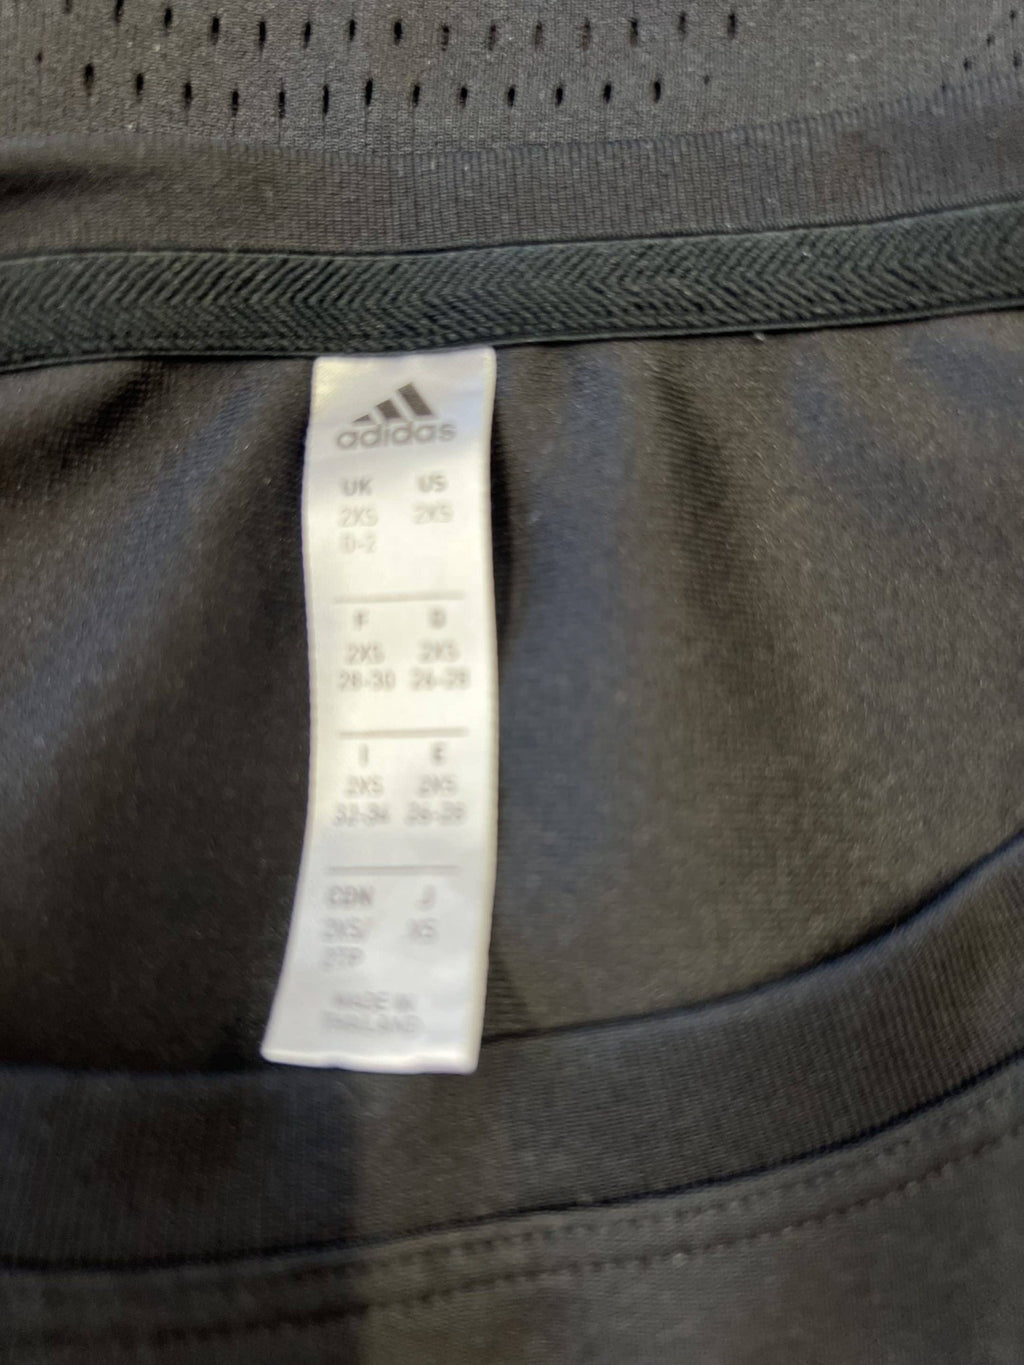 adidas
UK US
2XS 2XS
0-2
F D
2XS 2XS
28-30 26-28
I E
2XS 2XS
32-34 26-28
CDN J
2XS/ XS
2TP
MADE IN
THAILAND